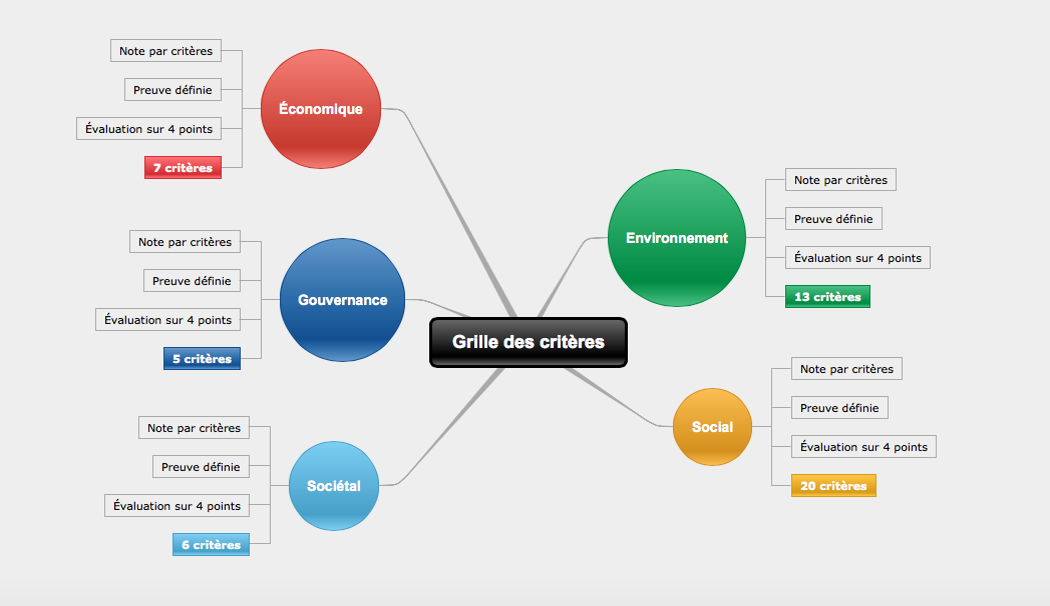 Grille des critères
Économique
Note par critères
Preuve définie
Évaluation sur 4 points
7 critères
Gouvernance
Note par critères
Preuve définie
Évaluation sur 4 points
5 critères
Sociétal
Note par critères
Preuve définie
Évaluation sur 4 points
6 critères
Environnement
Note par critères
Preuve définie
Évaluation sur 4 points
13 critères
Social
Note par critères
Preuve définie
Évaluation sur 4 points
20 critères